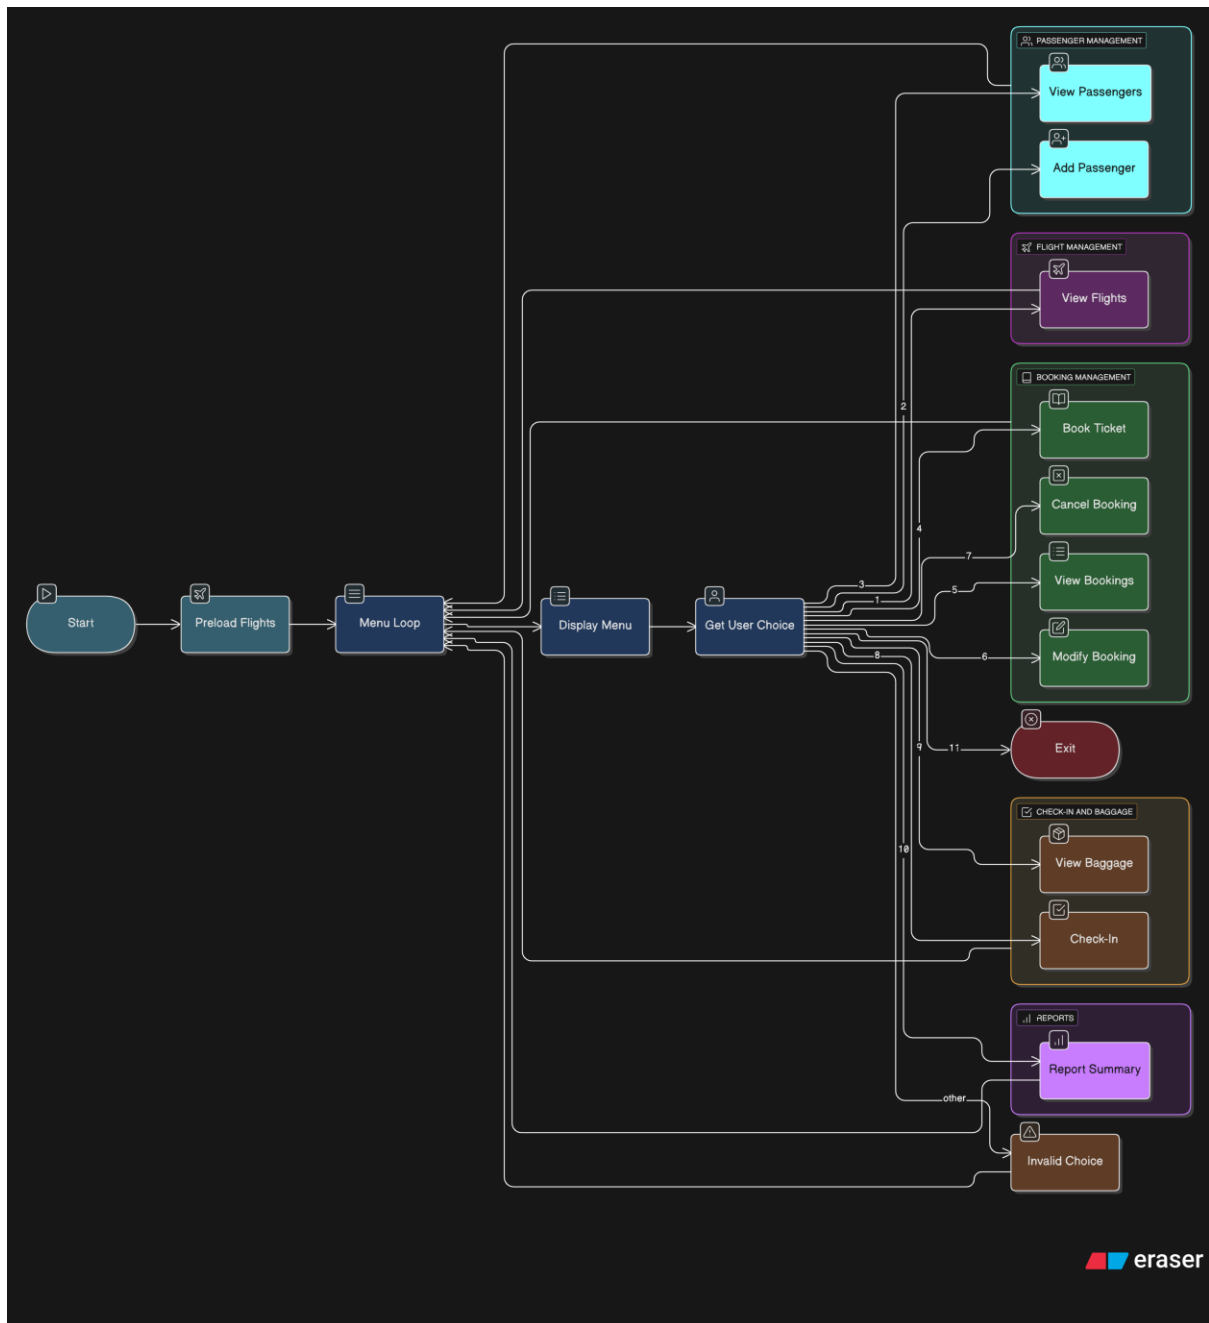 PASSENGER MANAGEMENT
View Passengers
Add Passenger
FLIGHT MANAGEMENT
View Flights
BOOKING MANAGEMENT
2
Book Ticket
Cancel Booking
4
7
View Bookings
3
5
1
Start
Preload Flights
Menu Loop
Display Menu
Get User Choice
8
6
Modify Booking
9
11
Exit
CHECK-IN AND BAGGAGE
10
View Baggage
Check-In
REPORTS
Report Summary
other
Invalid Choice
eraser